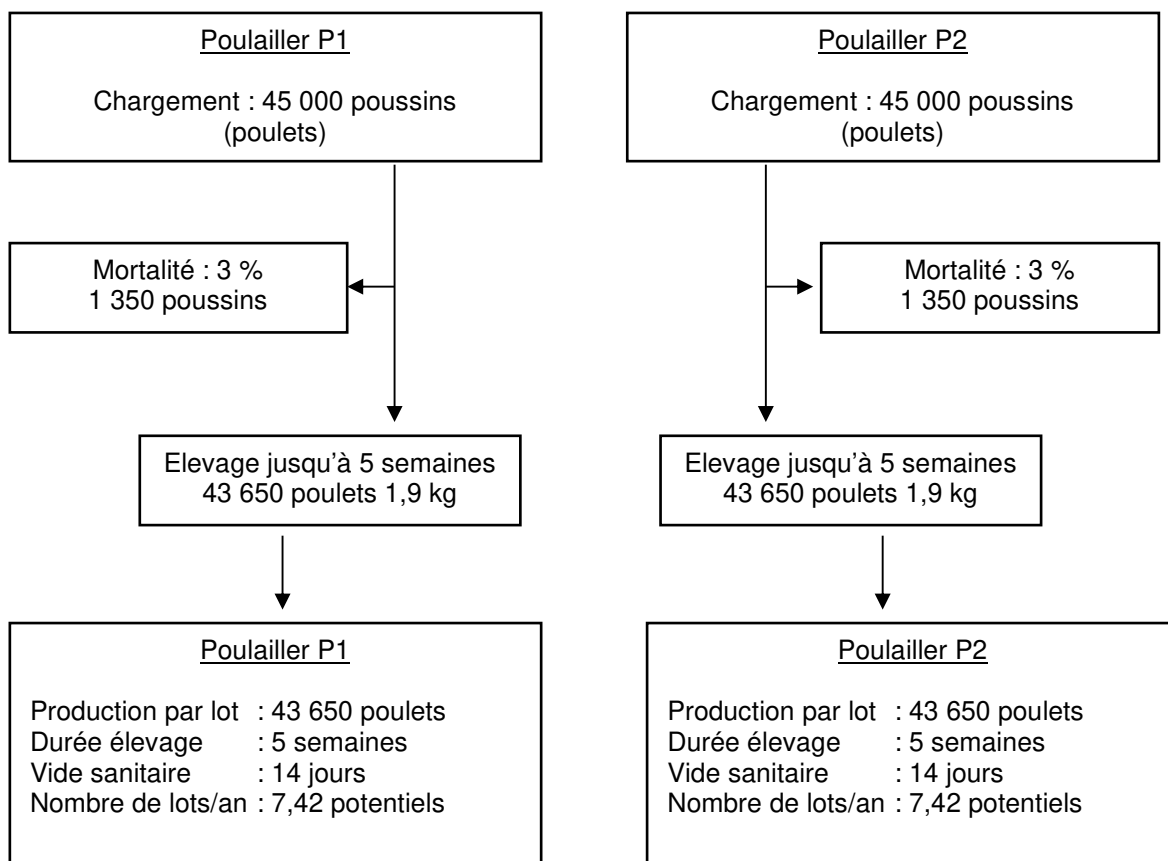 Poulailler P1
Chargement : 45 000 poussins
(poulets)
Poulailler P2
Chargement : 45 000 poussins
(poulets)
Mortalité : 3 %
1 350 poussins
Mortalité : 3 %
1 350 poussins
Elevage jusqu'à 5 semaines
43 650 poulets 1,9 kg
Elevage jusqu'à 5 semaines
43 650 poulets 1,9 kg
Poulailler P1
Production par lot : 43 650 poulets
Durée élevage : 5 semaines
Vide sanitaire : 14 jours
Nombre de lots/an : 7,42 potentiels
Poulailler P2
Production par lot : 43 650 poulets
Durée élevage : 5 semaines
Vide sanitaire : 14 jours
Nombre de lots/an : 7,42 potentiels